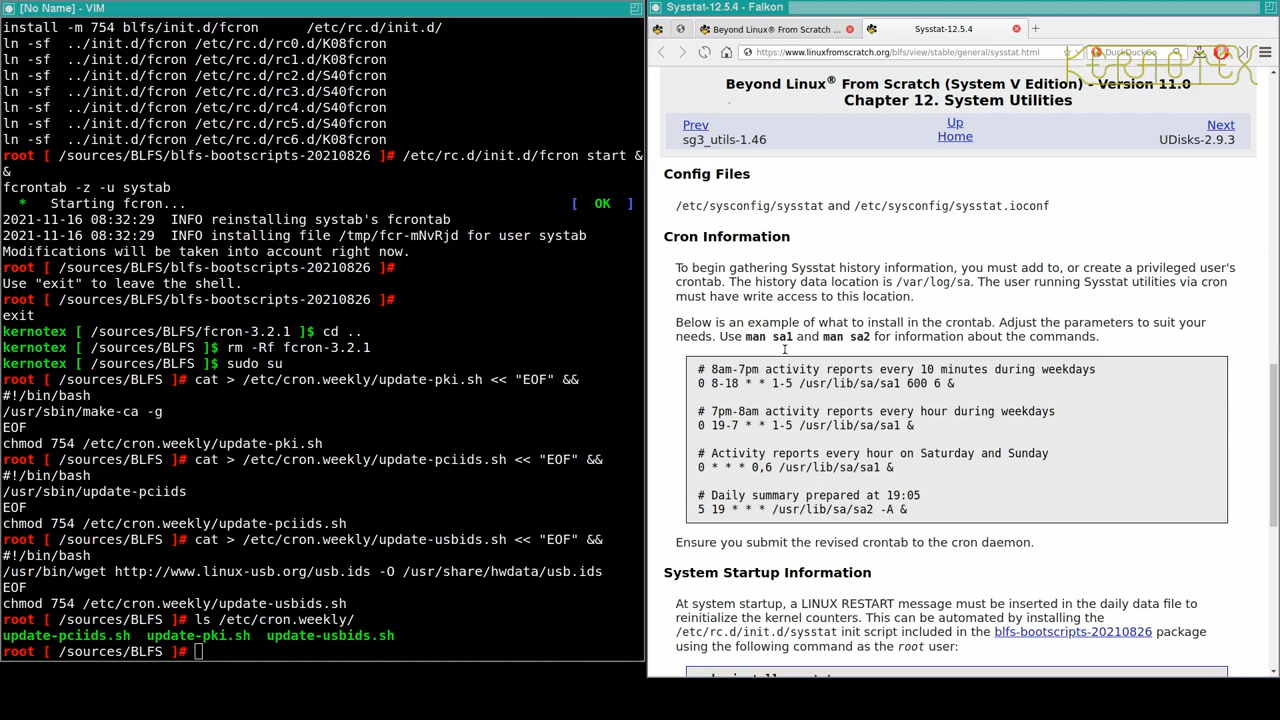 [No Name] - VIM
install -m 754 blfs/init.d/fcron       /etc/rc.d/init.d/
ln -sf  ../init.d/fcron /etc/rc.d/rc0.d/K08fcron
ln -sf  ../init.d/fcron /etc/rc.d/rc1.d/K08fcron
ln -sf  ../init.d/fcron /etc/rc.d/rc2.d/S40fcron
ln -sf  ../init.d/fcron /etc/rc.d/rc3.d/S40fcron
ln -sf  ../init.d/fcron /etc/rc.d/rc4.d/S40fcron
ln -sf  ../init.d/fcron /etc/rc.d/rc5.d/S40fcron
ln -sf  ../init.d/fcron /etc/rc.d/rc6.d/K08fcron
root [ /sources/BLFS/blfs-bootscripts-20210826 ]# /etc/rc.d/init.d/fcron start &
&
fcrontab -z -u systab
 *   Starting fcron...                                                 [  OK  ]
2021-11-16 08:32:29  INFO reinstalling systab's fcrontab
2021-11-16 08:32:29  INFO installing file /tmp/fcr-mNvRjd for user systab
Modifications will be taken into account right now.
root [ /sources/BLFS/blfs-bootscripts-20210826 ]#
Use "exit" to leave the shell.
root [ /sources/BLFS/blfs-bootscripts-20210826 ]#
exit
kernotex [ /sources/BLFS/fcron-3.2.1 ]$ cd ..
kernotex [ /sources/BLFS ]$ rm -Rf fcron-3.2.1
kernotex [ /sources/BLFS ]$ sudo su
root [ /sources/BLFS ]# cat > /etc/cron.weekly/update-pki.sh << "EOF" &&
#!/bin/bash
/usr/sbin/make-ca -g
EOF
chmod 754 /etc/cron.weekly/update-pki.sh
root [ /sources/BLFS ]# cat > /etc/cron.weekly/update-pciids.sh << "EOF" &&
#!/bin/bash
/usr/sbin/update-pciids
EOF
chmod 754 /etc/cron.weekly/update-pciids.sh
root [ /sources/BLFS ]# cat > /etc/cron.weekly/update-usbids.sh << "EOF" &&
#!/bin/bash
/usr/bin/wget http://www.linux-usb.org/usb.ids -O /usr/share/hwdata/usb.ids
EOF
chmod 754 /etc/cron.weekly/update-usbids.sh
root [ /sources/BLFS ]# ls /etc/cron.weekly/
update-pciids.sh  update-pki.sh  update-usbids.sh
root [ /sources/BLFS ]#
Sysstat-12.5.4 - Falkon
Beyond Linux® From Scratch ... Sysstat-12.5.4
https://www.linuxfromscratch.org/blfs/view/stable/general/sysstat.html DuckDuckGo
KERNOTEX
Beyond Linux® From Scratch (System V Edition) - Version 11.0
Chapter 12. System Utilities
Prev Up Next
sg3_utils-1.46 Home UDisks-2.9.3
Config Files
/etc/sysconfig/sysstat and /etc/sysconfig/sysstat.ioconf
Cron Information
To begin gathering Sysstat history information, you must add to, or create a privileged user's
crontab. The history data location is /var/log/sa. The user running Sysstat utilities via cron
must have write access to this location.
Below is an example of what to install in the crontab. Adjust the parameters to suit your
needs. Use man sa1 and man sa2 for information about the commands.
# 8am-7pm activity reports every 10 minutes during weekdays
0 8-18 * * 1-5 /usr/lib/sa/sa1 600 6 &
# 7pm-8am activity reports every hour during weekdays
0 19-7 * * 1-5 /usr/lib/sa/sa1 &
# Activity reports every hour on Saturday and Sunday
0 * * * 0,6 /usr/lib/sa/sa1 &
# Daily summary prepared at 19:05
5 19 * * * /usr/lib/sa/sa2 -A &
Ensure you submit the revised crontab to the cron daemon.
System Startup Information
At system startup, a LINUX RESTART message must be inserted in the daily data file to
reinitialize the kernel counters. This can be automated by installing the
/etc/rc.d/init.d/sysstat init script included in the blfs-bootscripts-20210826 package
using the following command as the root user: